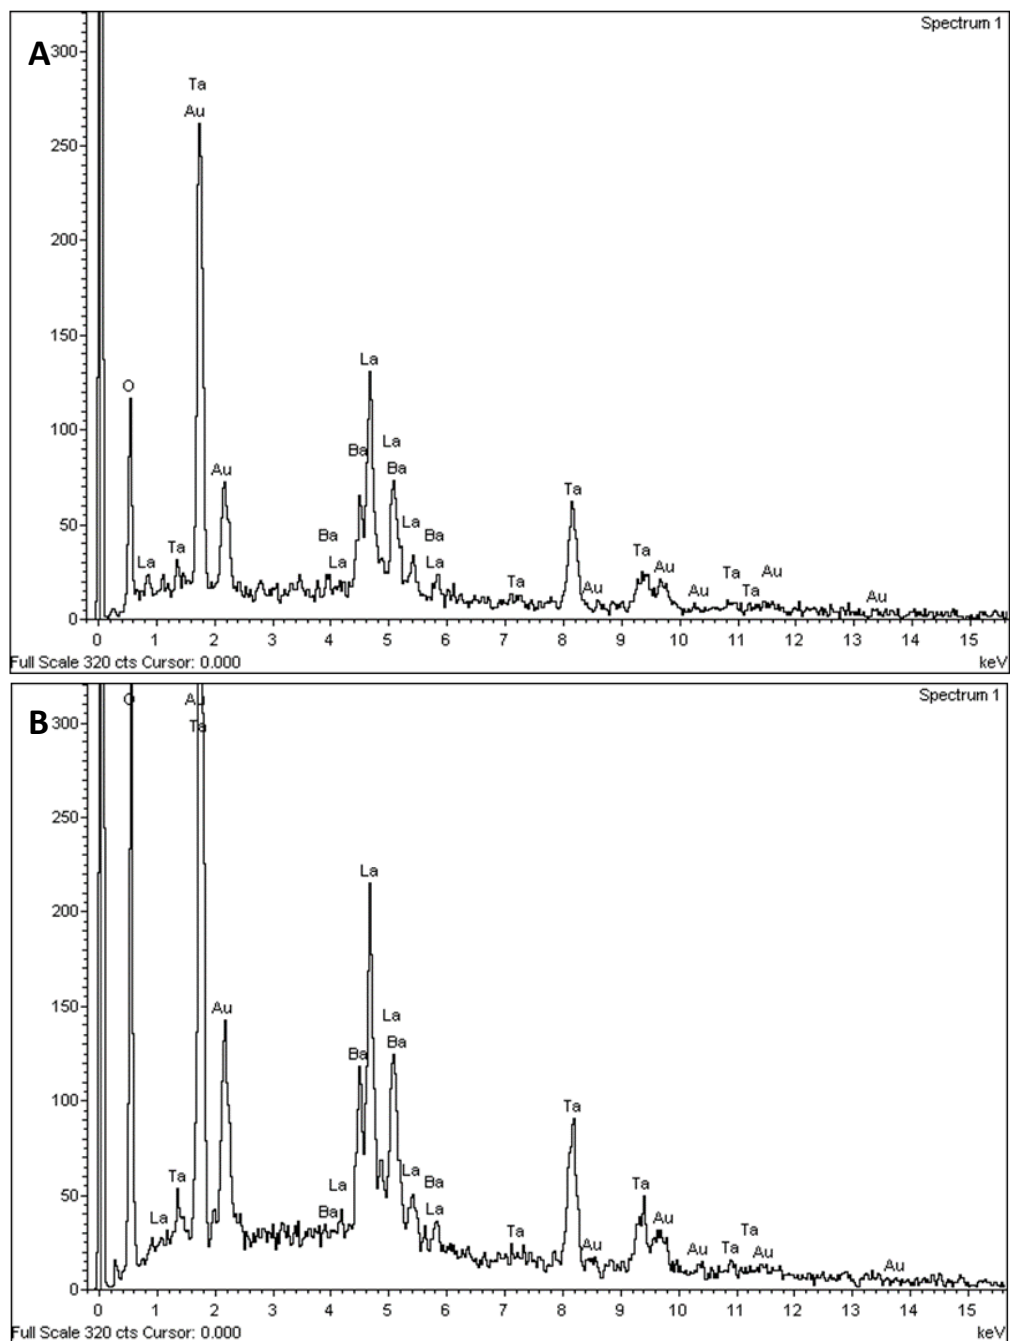 A
Spectrum 1
300
250
200
150
100
50
0
Ta
Au
O
La
Ta
Au
Ba
La
Ba
La
La
Ba
La
Ba
La
Ta
Ta
Au
Ta
Au
Au
Ta
Ta
Au
Au
0 1 2 3 4 5 6 7 8 9 10 11 12 13 14 15
Full Scale 320 cts Cursor: 0.000 keV
B
Spectrum 1
300
250
200
150
100
50
0
O
Au
Ta
La
Ta
Au
Ba
La
Ba
La
La
Ba
La
Ba
La
Ta
Ta
Au
Ta
Au
Au
Ta
Ta
Au
Au
0 1 2 3 4 5 6 7 8 9 10 11 12 13 14 15
Full Scale 320 cts Cursor: 0.000 keV